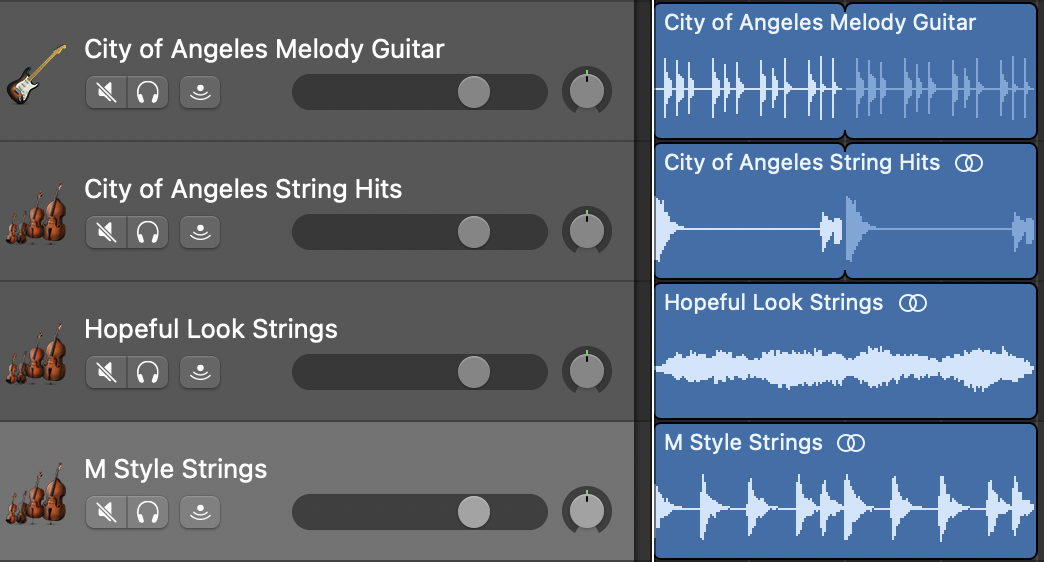 City of Angeles Melody Guitar
City of Angeles Melody Guitar
City of Angeles String Hits
City of Angeles String Hits
Hopeful Look Strings
Hopeful Look Strings
M Style Strings
M Style Strings